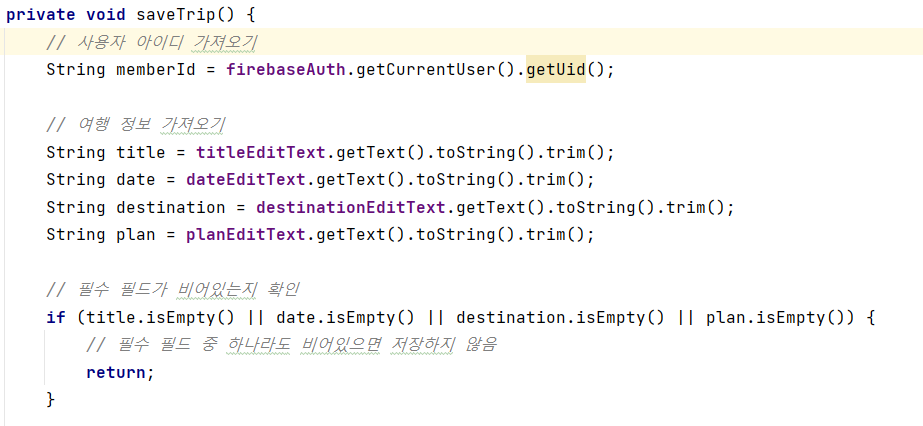 private void saveTrip() {
// 사용자 아이디 가져오기
String memberId = firebaseAuth.getCurrentUser().getUid();
// 여행 정보 가져오기
String title = titleEditText.getText().toString().trim();
String date = dateEditText.getText().toString().trim();
String destination = destinationEditText.getText().toString().trim();
String plan = planEditText.getText().toString().trim();
// 필수 필드가 비어있는지 확인
if (title.isEmpty() || date.isEmpty() || destination.isEmpty() || plan.isEmpty()) {
// 필수 필드 중 하나라도 비어있으면 저장하지 않음
return;
}